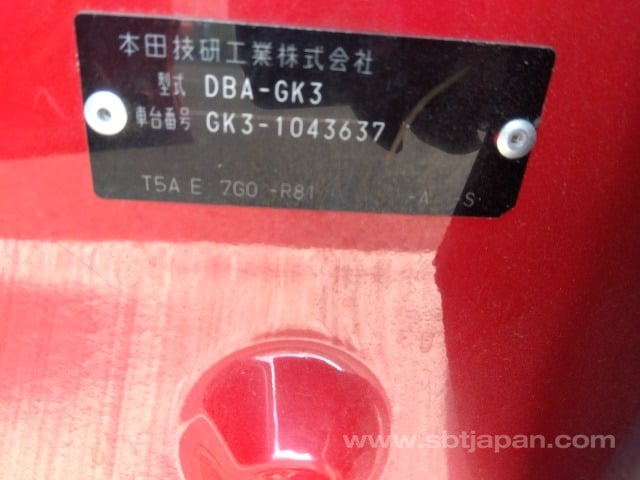 本田技研工業株式会社
型式 DBA-GK3
車台番号 GK3-1043637
T5A E 7G0 -R81 -A -S
www.sbtjapan.com